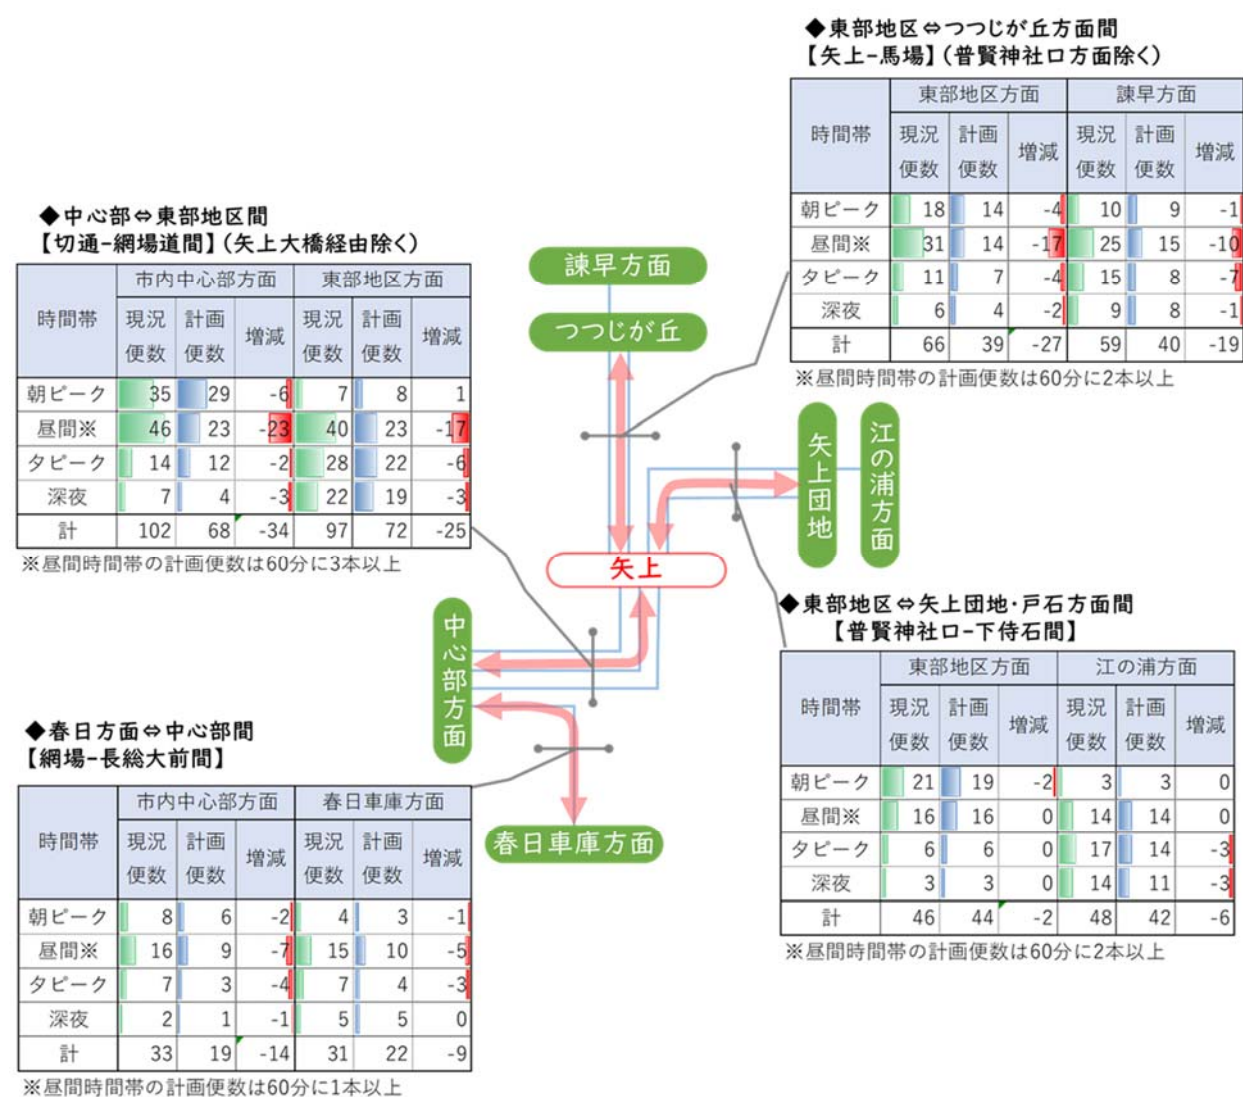 ◆東部地区⇔つつじが丘方面間
【矢上-馬場】(普賢神社口方面除く)
時間帯 東部地区方面 諫早方面
現況便数 計画便数 増減 現況便数 計画便数 増減
朝ピーク 18 14 -4 10 9 -1
昼間※ 31 14 -17 25 15 -10
夕ピーク 11 7 -4 15 8 -7
深夜 6 4 -2 9 8 -1
計 66 39 -27 59 40 -19
※昼間時間帯の計画便数は60分に2本以上
◆中心部⇔東部地区間
【切通-網場道間】(矢上大橋経由除く)
時間帯 市内中心部方面 東部地区方面
現況便数 計画便数 増減 現況便数 計画便数 増減
朝ピーク 35 29 -6 7 8 1
昼間※ 46 23 -23 40 23 -17
夕ピーク 14 12 -2 28 22 -6
深夜 7 4 -3 22 19 -3
計 102 68 -34 97 72 -25
※昼間時間帯の計画便数は60分に3本以上
諫早方面
つつじが丘
矢上団地
江の浦方面
矢上
中心部方面
春日車庫方面
◆東部地区⇔矢上団地・戸石方面間
【普賢神社口-下侍石間】
時間帯 東部地区方面 江の浦方面
現況便数 計画便数 増減 現況便数 計画便数 増減
朝ピーク 21 19 -2 3 3 0
昼間※ 16 16 0 14 14 0
夕ピーク 6 6 0 17 14 -3
深夜 3 3 0 14 11 -3
計 46 44 -2 48 42 -6
※昼間時間帯の計画便数は60分に2本以上
◆春日方面⇔中心部間
【網場-長総大前間】
時間帯 市内中心部方面 春日車庫方面
現況便数 計画便数 増減 現況便数 計画便数 増減
朝ピーク 8 6 -2 4 3 -1
昼間※ 16 9 -7 15 10 -5
夕ピーク 7 3 -4 7 4 -3
深夜 2 1 -1 5 5 0
計 33 19 -14 31 22 -9
※昼間時間帯の計画便数は60分に1本以上